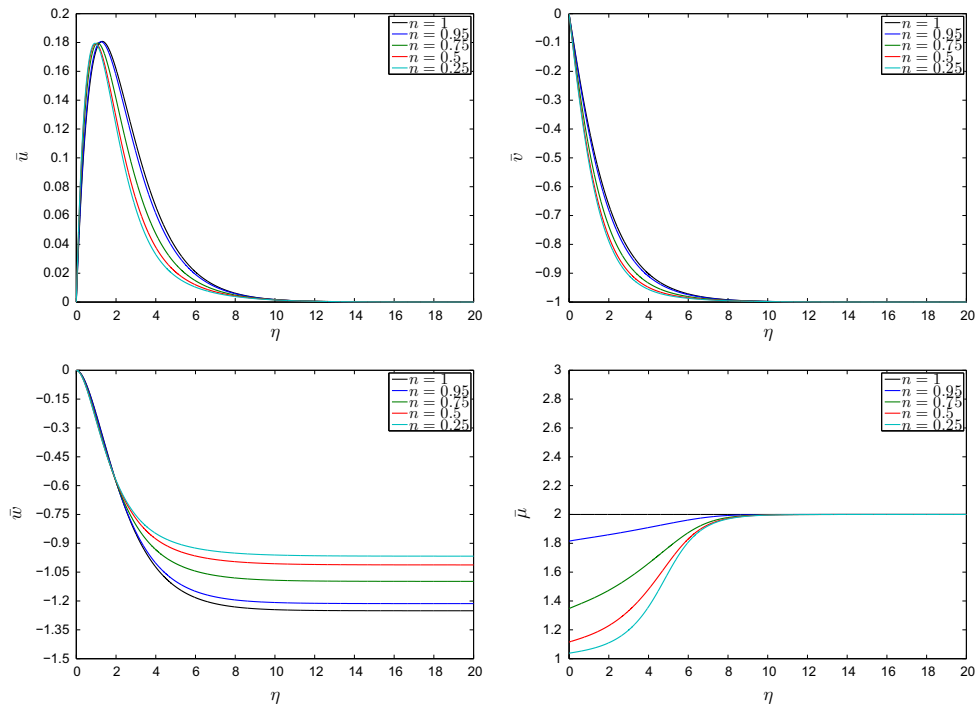 0.2
0.18
0.16
0.14
0.12
0.1
0.08
0.06
0.04
0.02
0
ū
0 2 4 6 8 10 12 14 16 18 20
η
n = 1
n = 0.95
n = 0.75
n = 0.5
n = 0.25
0
−0.1
−0.2
−0.3
−0.4
−0.5
−0.6
−0.7
−0.8
−0.9
−1
v̄
0 2 4 6 8 10 12 14 16 18 20
η
n = 1
n = 0.95
n = 0.75
n = 0.5
n = 0.25
0
−0.15
−0.3
−0.45
−0.6
−0.75
−0.9
−1.05
−1.2
−1.35
−1.5
w̄
0 2 4 6 8 10 12 14 16 18 20
η
n = 1
n = 0.95
n = 0.75
n = 0.5
n = 0.25
3
2.8
2.6
2.4
2.2
2
1.8
1.6
1.4
1.2
1
μ̄
0 2 4 6 8 10 12 14 16 18 20
η
n = 1
n = 0.95
n = 0.75
n = 0.5
n = 0.25